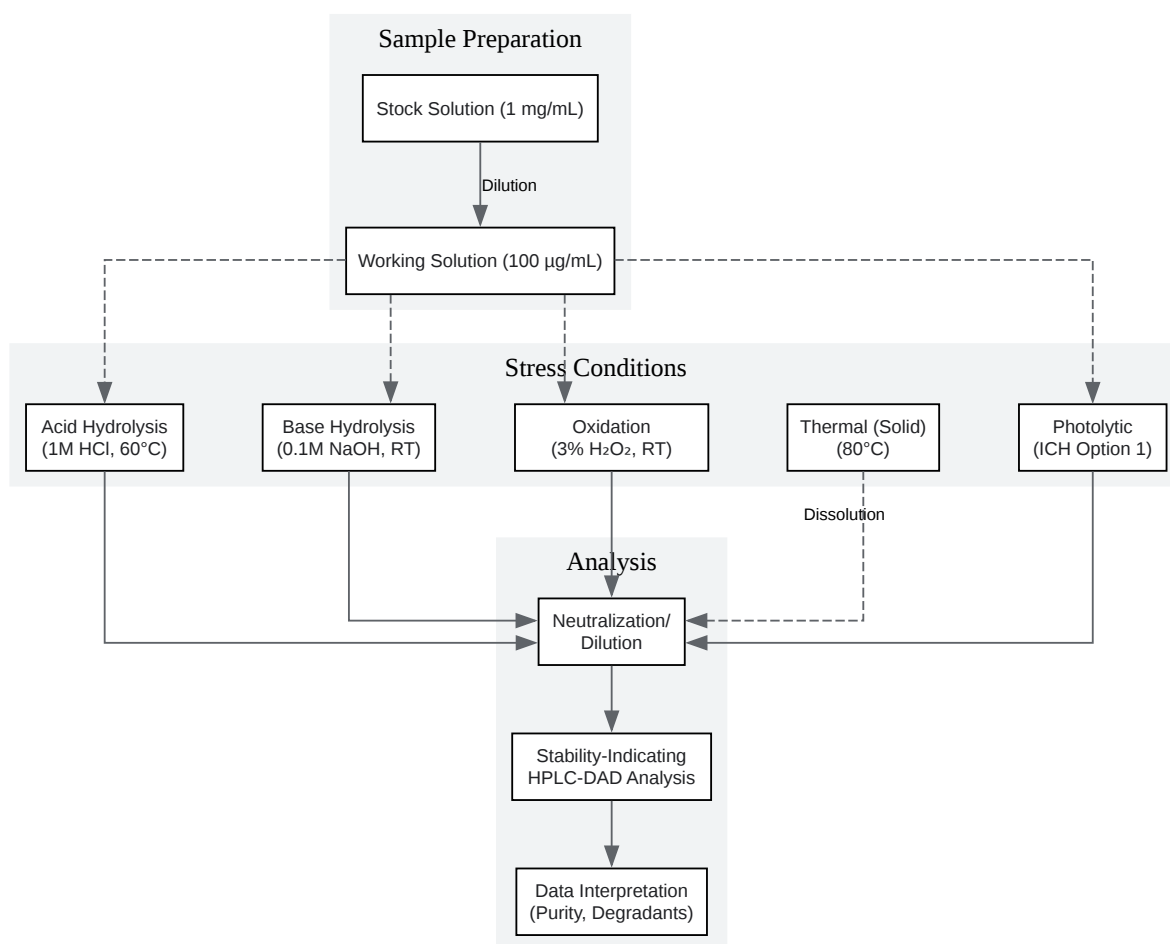 Sample Preparation
Stock Solution (1 mg/mL)
Dilution
Working Solution (100 µg/mL)
Stress Conditions
Acid Hydrolysis
(1M HCl, 60°C)
Base Hydrolysis
(0.1M NaOH, RT)
Oxidation
(3% H₂O₂, RT)
Thermal (Solid)
(80°C)
Photolytic
(ICH Option 1)
Dissolution
Analysis
Neutralization/
Dilution
Stability-Indicating
HPLC-DAD Analysis
Data Interpretation
(Purity, Degradants)